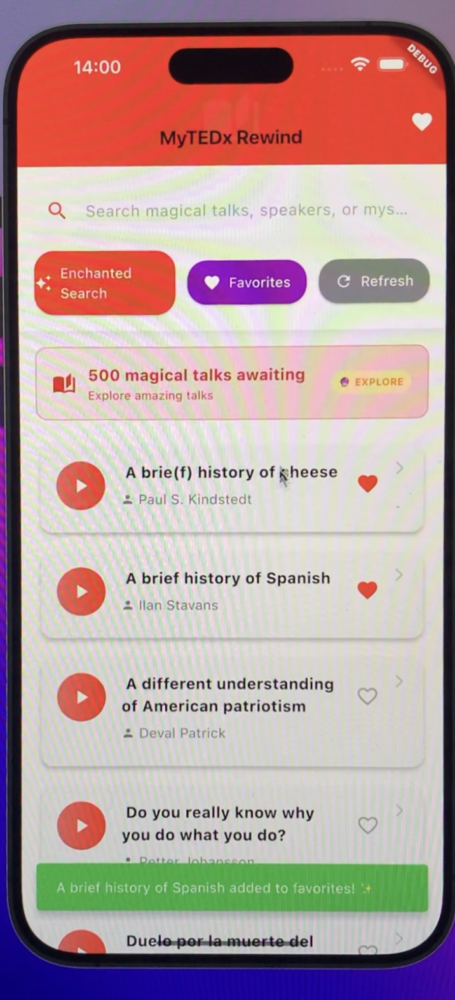 14:00
DEBUG
MyTEDx Rewind
Search magical talks, speakers, or mys...
Enchanted
Search
Favorites
Refresh
500 magical talks awaiting
Explore amazing talks
EXPLORE
A brie(f) history of cheese
Paul S. Kindstedt
A brief history of Spanish
Ilan Stavans
A different understanding
of American patriotism
Deval Patrick
Do you really know why
you do what you do?
Petter Johansson
A brief history of Spanish added to favorites! ✨
Duelo por la muerte del